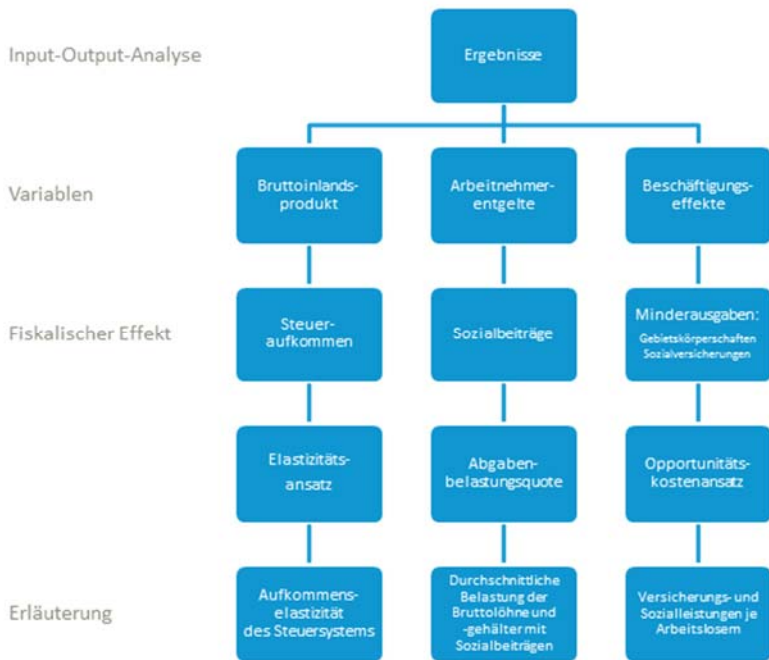 Input-Output-Analyse
Ergebnisse
Variablen
Bruttoinlands-
produkt
Arbeitnehmer-
entgelte
Beschäftigungs-
effekte
Fiskalischer Effekt
Steuer-
aufkommen
Sozialbeiträge
Minderausgaben:
Gebietskörperschaften
Sozialversicherungen
Elastizitäts-
ansatz
Abgaben-
belastungsquote
Opportunitäts-
kostenansatz
Erläuterung
Aufkommens-
elastizität
des Steuersystems
Durchschnittliche
Belastung der
Bruttolöhne und
-gehälter mit
Sozialbeiträgen
Versicherungs- und
Sozialleistungen je
Arbeitslosem